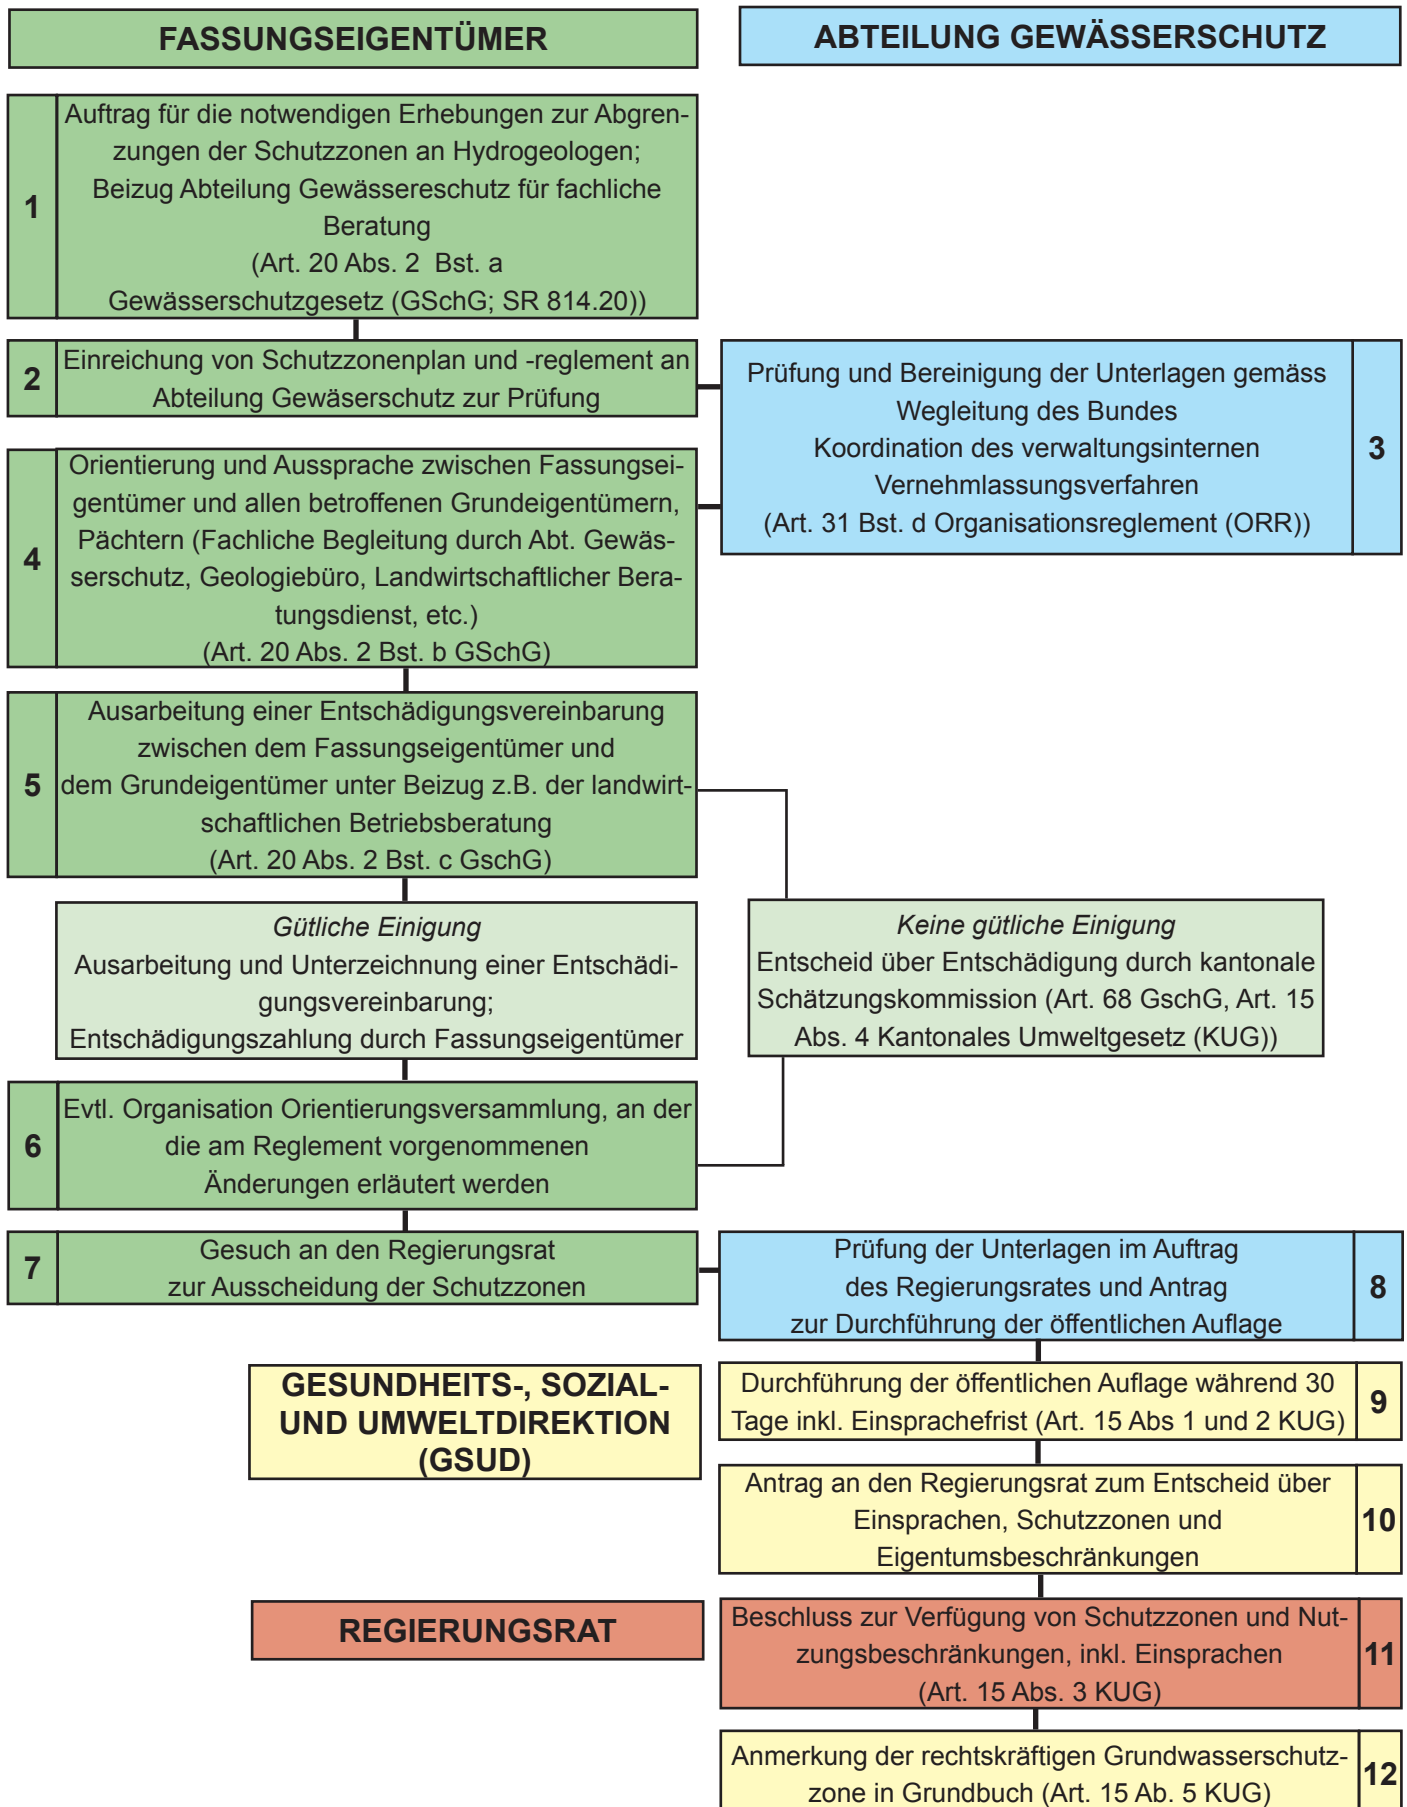 FASSUNGSEIGENTÜMER
ABTEILUNG GEWÄSSERSCHUTZ
1
Auftrag für die notwendigen Erhebungen zur Abgren-
zungen der Schutzzonen an Hydrogeologen;
Beizug Abteilung Gewässereschutz für fachliche
Beratung
(Art. 20 Abs. 2 Bst. a
Gewässerschutzgesetz (GSchG; SR 814.20))
2
Einreichung von Schutzzonenplan und -reglement an
Abteilung Gewäserschutz zur Prüfung
Prüfung und Bereinigung der Unterlagen gemäss
Wegleitung des Bundes
Koordination des verwaltungsinternen
Vernehmlassungsverfahren
(Art. 31 Bst. d Organisationsreglement (ORR))
3
4
Orientierung und Aussprache zwischen Fassungsei-
gentümer und allen betroffenen Grundeigentümern,
Pächtern (Fachliche Begleitung durch Abt. Gewäs-
serschutz, Geologiebüro, Landwirtschaftlicher Bera-
tungsdienst, etc.)
(Art. 20 Abs. 2 Bst. b GSchG)
5
Ausarbeitung einer Entschädigungsvereinbarung
zwischen dem Fassungseigentümer und
dem Grundeigentümer unter Beizug z.B. der landwirt-
schaftlichen Betriebsberatung
(Art. 20 Abs. 2 Bst. c GschG)
Gütliche Einigung
Ausarbeitung und Unterzeichnung einer Entschädi-
gungsvereinbarung;
Entschädigungszahlung durch Fassungseigentümer
Keine gütliche Einigung
Entscheid über Entschädigung durch kantonale
Schätzungskommission (Art. 68 GschG, Art. 15
Abs. 4 Kantonales Umweltgesetz (KUG))
6
Evtl. Organisation Orientierungsversammlung, an der
die am Reglement vorgenommenen
Änderungen erläutert werden
7
Gesuch an den Regierungsrat
zur Ausscheidung der Schutzzonen
Prüfung der Unterlagen im Auftrag
des Regierungsrates und Antrag
zur Durchführung der öffentlichen Auflage
8
GESUNDHEITS-, SOZIAL-
UND UMWELTDIREKTION
(GSUD)
Durchführung der öffentlichen Auflage während 30
Tage inkl. Einsprachefrist (Art. 15 Abs 1 und 2 KUG)
9
Antrag an den Regierungsrat zum Entscheid über
Einsprachen, Schutzzonen und
Eigentumsbeschränkungen
10
REGIERUNGSRAT
Beschluss zur Verfügung von Schutzzonen und Nut-
zungsbeschränkungen, inkl. Einsprachen
(Art. 15 Abs. 3 KUG)
11
Anmerkung der rechtskräftigen Grundwasserschutz-
zone in Grundbuch (Art. 15 Ab. 5 KUG)
12